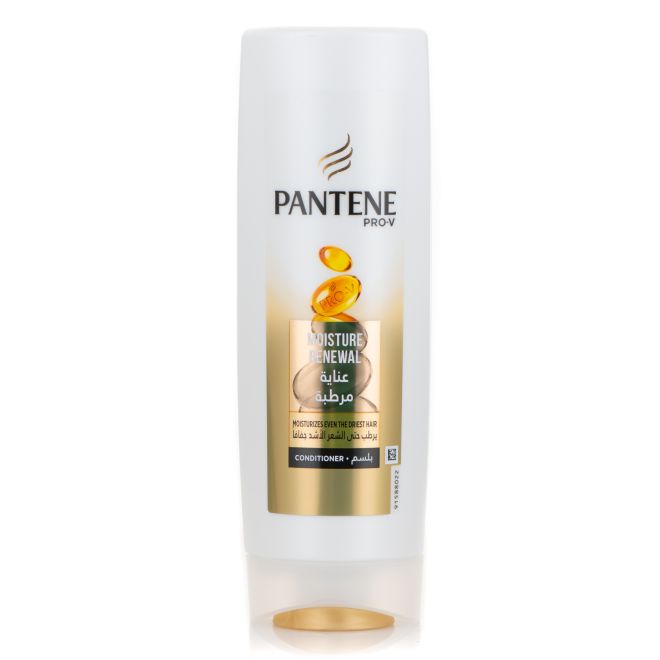 PANTENE
PRO-V
PRO-V
MOISTURE
RENEWAL
عناية
مرطبة
MOISTURIZES EVEN THE DRIEST HAIR
يرطب حتى الشعر الأشد جفافا
CONDITIONER • بلسم
91588022